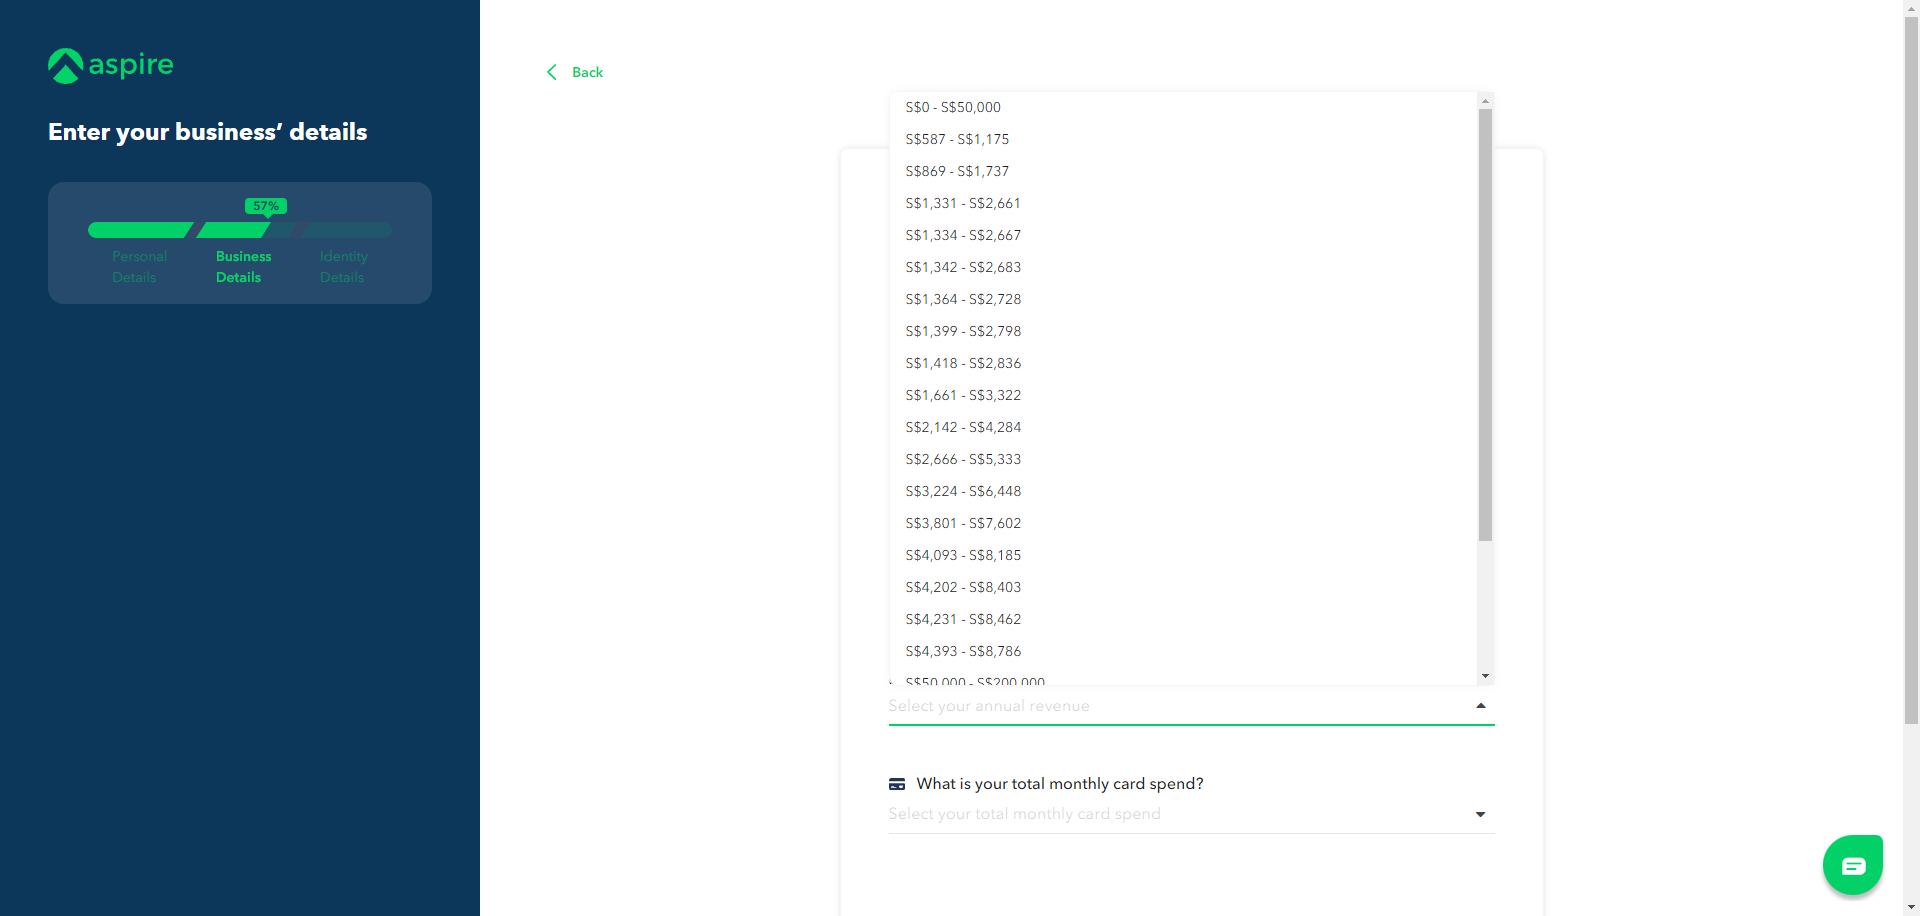 aspire
Enter your business’ details
57%
Personal Details
Business Details
Identity Details
Back
S$0 - S$50,000
S$587 - S$1,175
S$869 - S$1,737
S$1,331 - S$2,661
S$1,334 - S$2,667
S$1,342 - S$2,683
S$1,364 - S$2,728
S$1,399 - S$2,798
S$1,418 - S$2,836
S$1,661 - S$3,322
S$2,142 - S$4,284
S$2,666 - S$5,333
S$3,224 - S$6,448
S$3,801 - S$7,602
S$4,093 - S$8,185
S$4,202 - S$8,403
S$4,231 - S$8,462
S$4,393 - S$8,786
S$50,000 - S$200,000
Select your annual revenue
What is your total monthly card spend?
Select your total monthly card spend